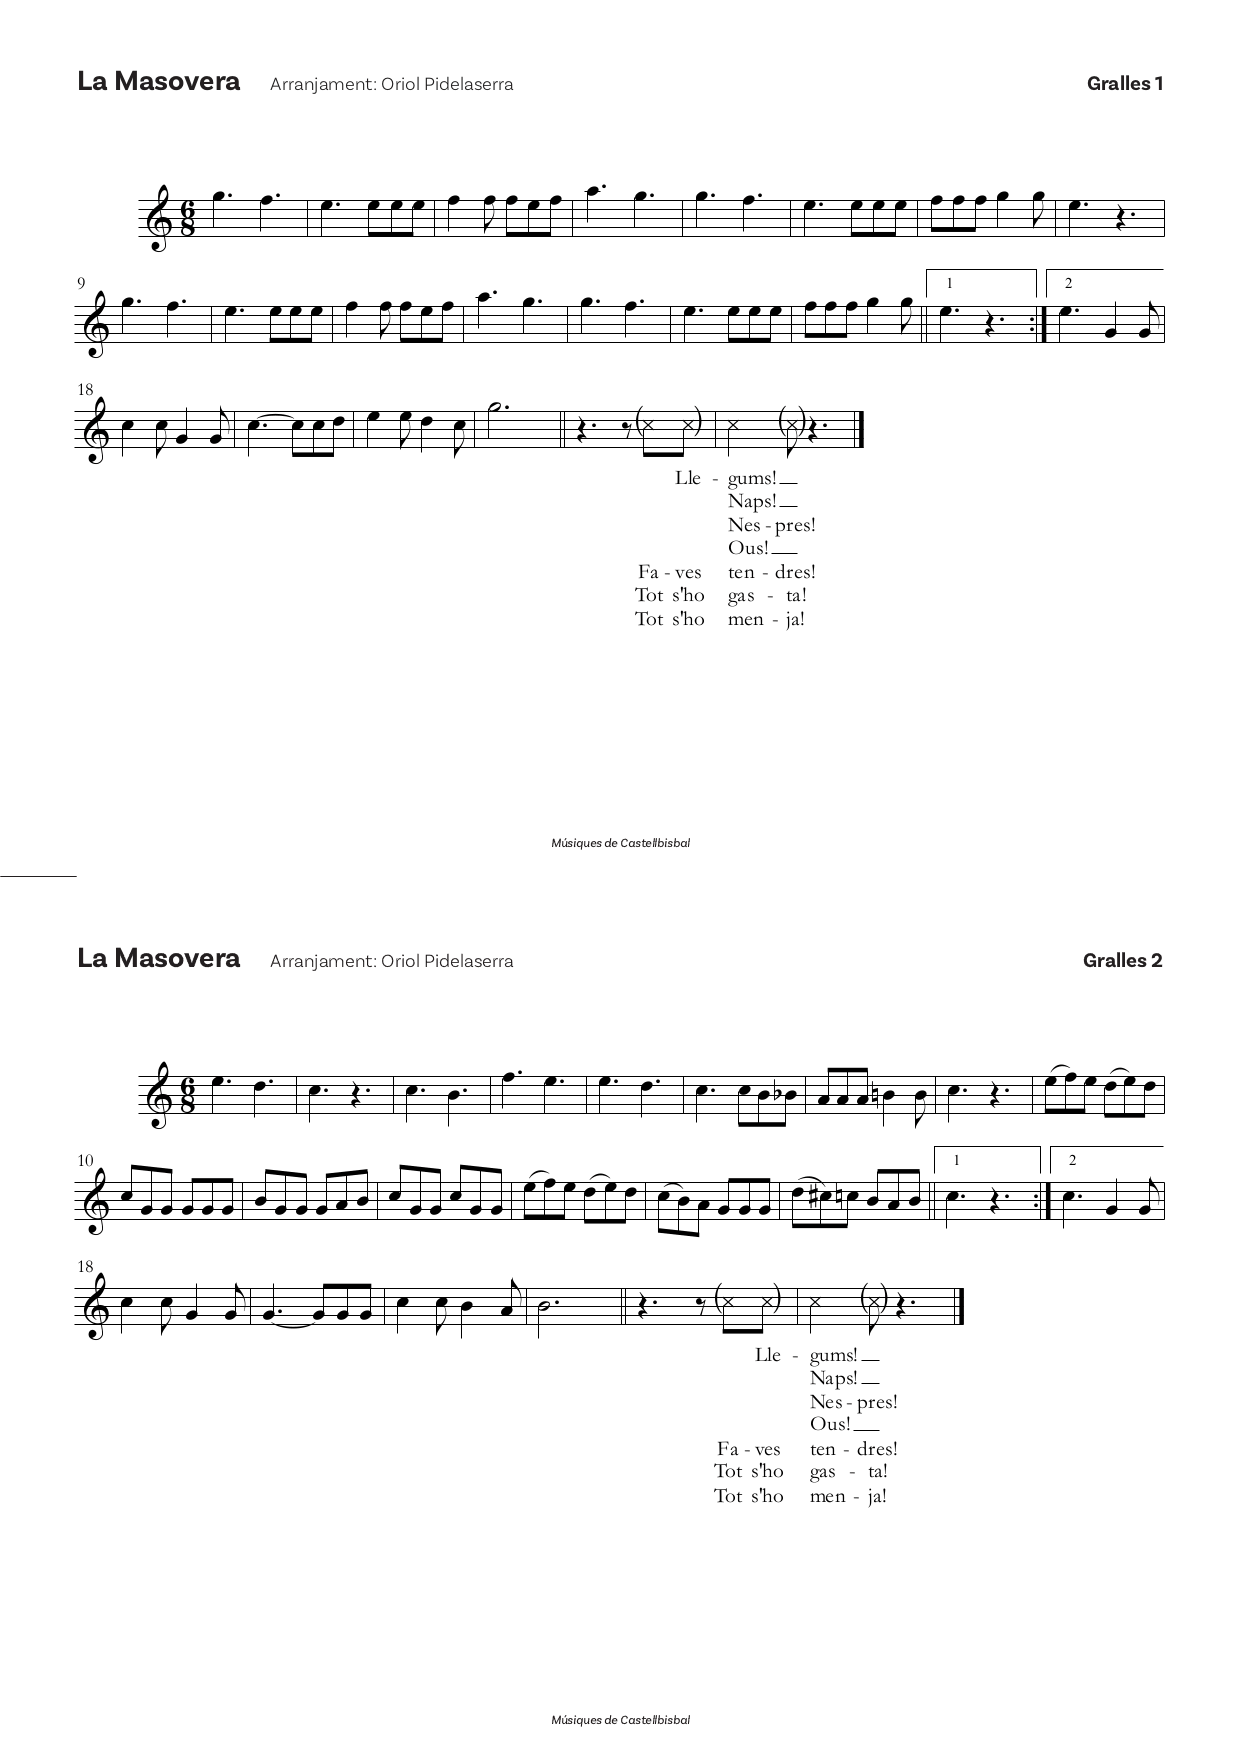 La Masovera Arranjament: Oriol Pidelaserra Gralles 1
6
8
9 1 2
18
Lle - gums!
Naps!
Nes - pres!
Ous!
Fa - ves ten - dres!
Tot s'ho gas - ta!
Tot s'ho men - ja!
Músiques de Castellbisbal
La Masovera Arranjament: Oriol Pidelaserra Gralles 2
6
8
10 1 2
18
Lle - gums!
Naps!
Nes - pres!
Ous!
Fa - ves ten - dres!
Tot s'ho gas - ta!
Tot s'ho men - ja!
Músiques de Castellbisbal